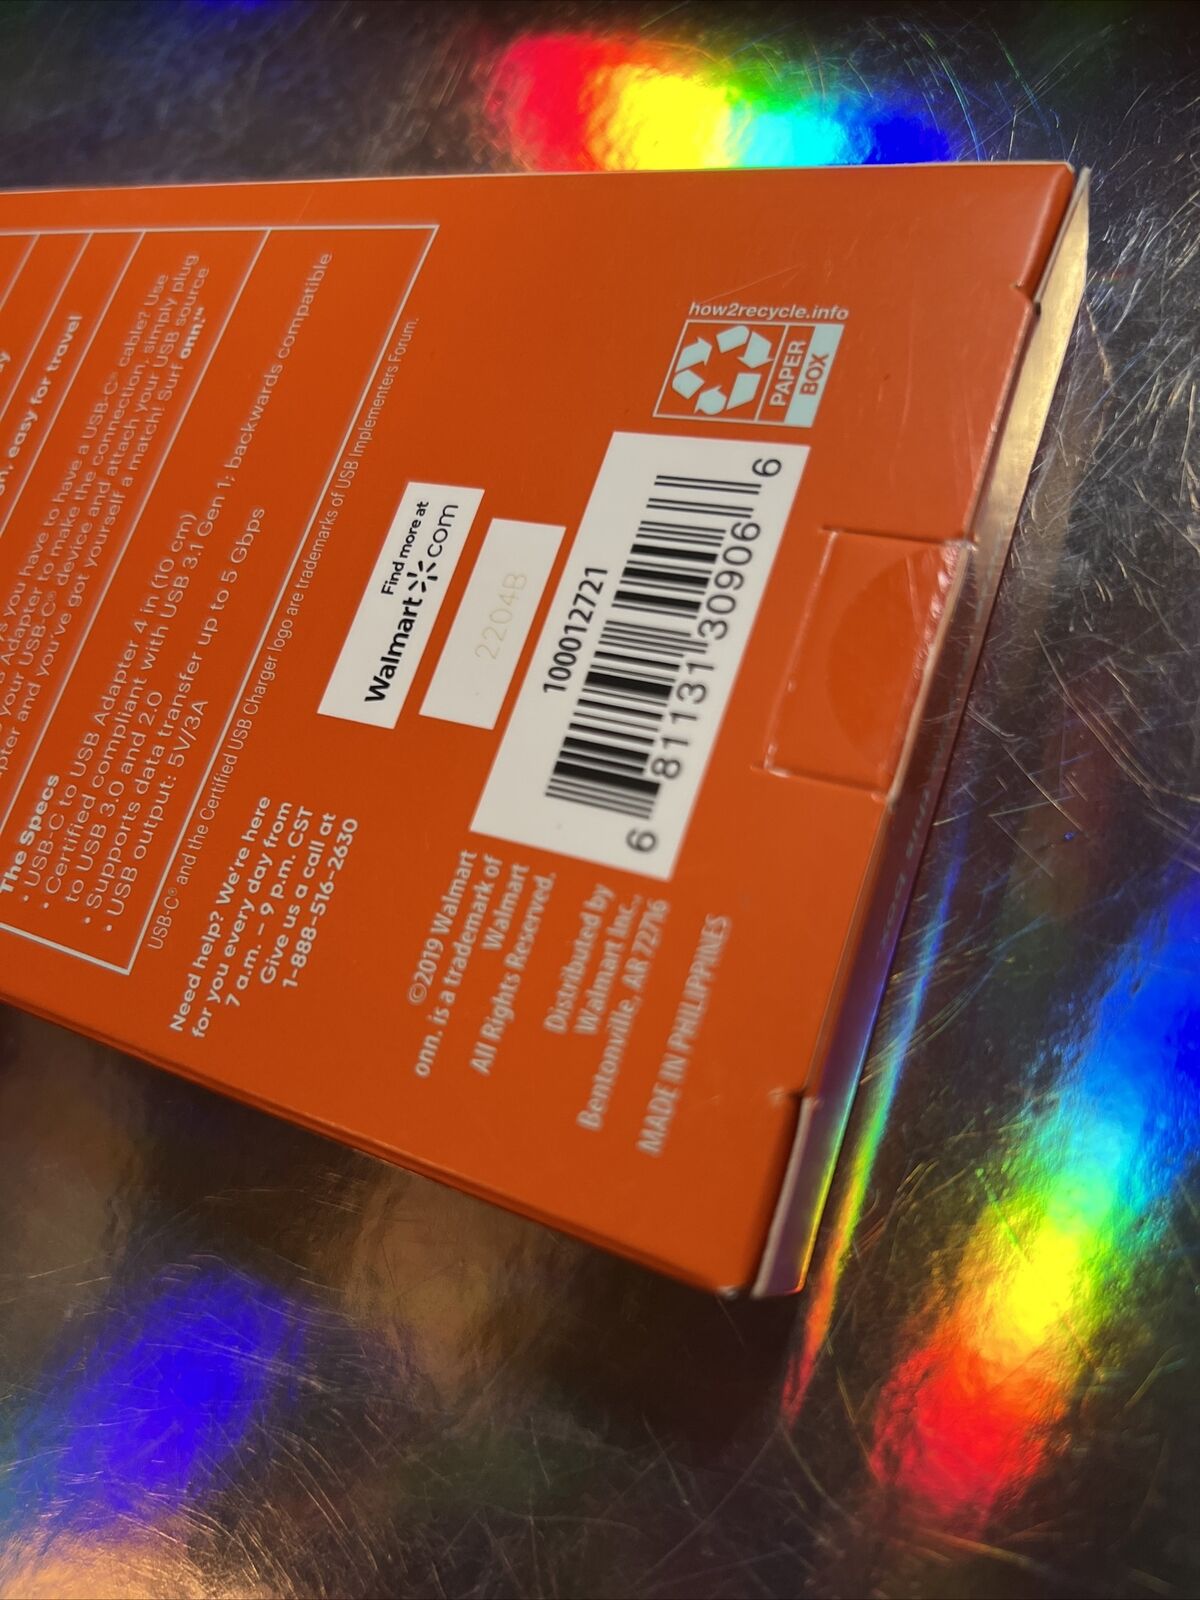 sy
gn, easy for travel
ys you have to have a USB-C® cable? Use
B Adapter to make the connection, simply plug
your USB-C® device and attach your USB source
pter and you've got yourself a match! Surf onn.™
The Specs
• USB-C to USB Adapter 4 in (10 cm)
• Certified compliant with USB 3.1 Gen 1; backwards compatible
to USB 3.0 and 2.0
• Supports data transfer up to 5 Gbps
• USB output: 5V/3A
USB-C® and the Certified USB Charger logo are trademarks of USB Implementers Forum.
Need help? We're here
for you every day from
7 a.m. – 9 p.m. CST
Give us a call at
1-888-516-2630
Find more at
Walmart.com
2204B
©2019 Walmart
onn. is a trademark of
Walmart
All Rights Reserved.
Distributed by
Walmart Inc.,
Bentonville, AR 72716
MADE IN PHILIPPINES
100012721
6 81131 30906 6
how2recycle.info
PAPER
BOX